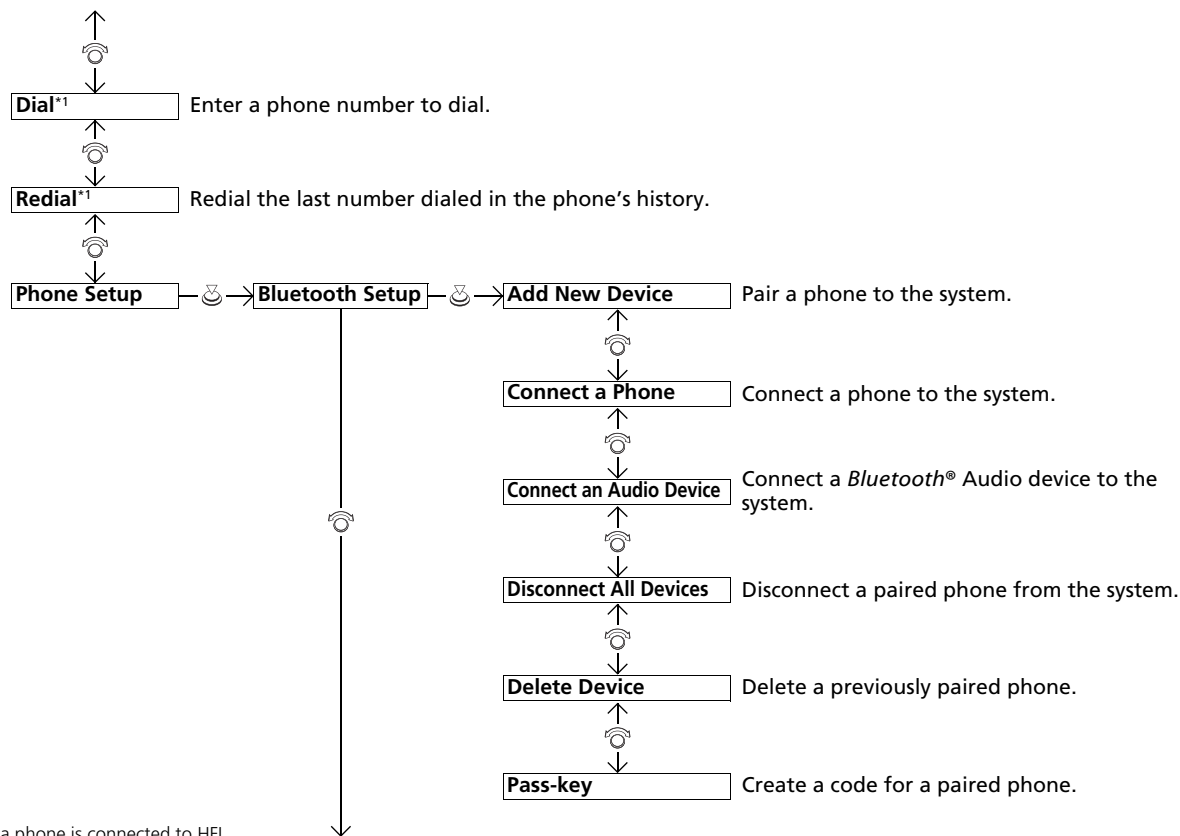 Dial*1 Enter a phone number to dial.
Redial*1 Redial the last number dialed in the phone's history.
Phone Setup Bluetooth Setup Add New Device Pair a phone to the system.
Connect a Phone Connect a phone to the system.
Connect an Audio Device Connect a Bluetooth® Audio device to the
system.
Disconnect All Devices Disconnect a paired phone from the system.
Delete Device Delete a previously paired phone.
Pass-key Create a code for a paired phone.
a phone is connected to HFL